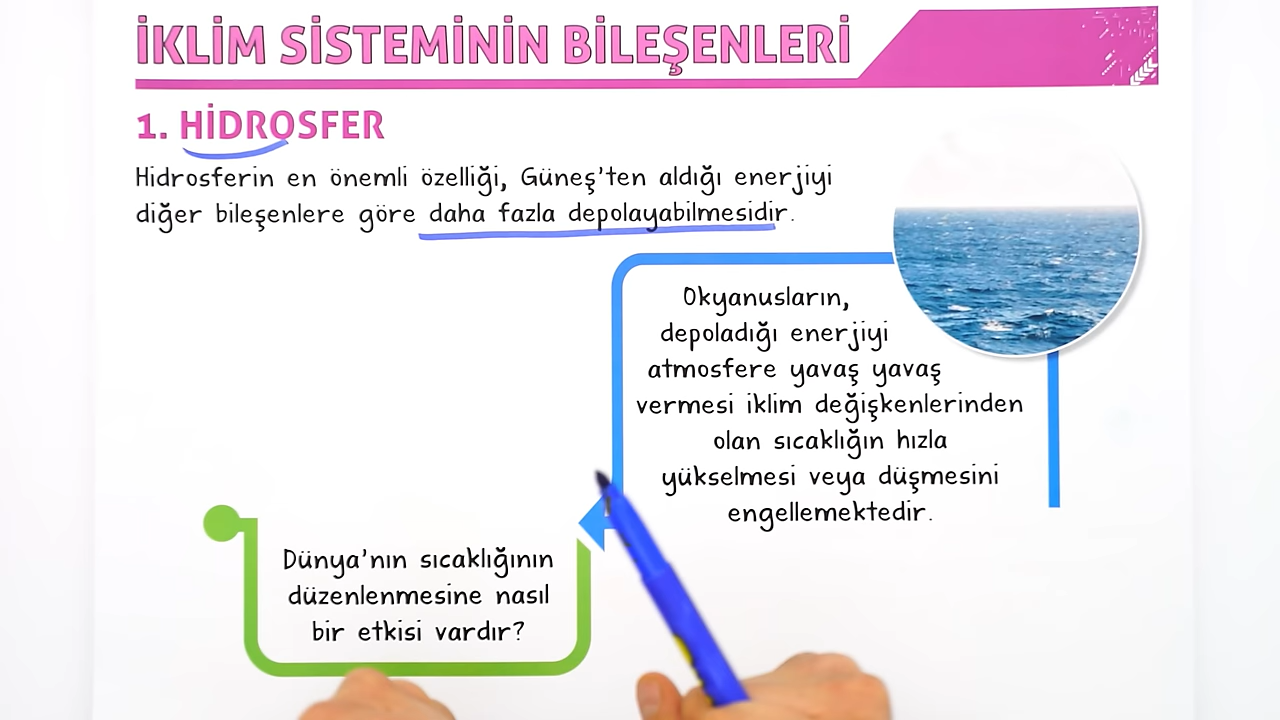 İKLİM SİSTEMİNİN BİLEŞENLERİ
1. HİDROSFER
Hidrosferin en önemli özelliği, Güneş'ten aldığı enerjiyi
diğer bileşenlere göre daha fazla depolayabilmesidir.
Okyanusların,
depoladığı enerjiyi
atmosfere yavaş yavaş
vermesi iklim değişkenlerinden
olan sıcaklığın hızla
yükselmesi veya düşmesini
engellemektedir.
Dünya'nın sıcaklığının
düzenlenmesine nasıl
bir etkisi vardır?